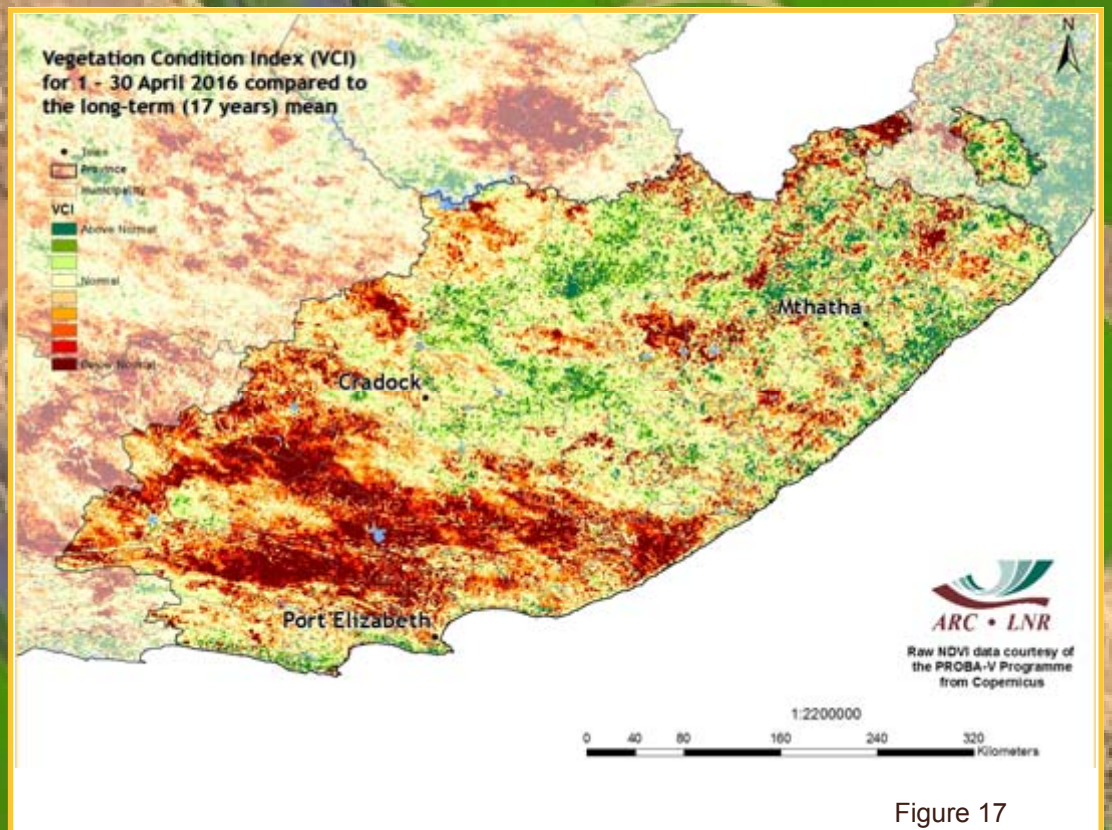 Vegetation Condition Index (VCI)
for 1 - 30 April 2016 compared to
the long-term (17 years) mean
N
Town
Province
Municipality
VCI
Above Normal
Normal
Below Normal
Mthatha
Cradock
Port Elizabeth
ARC • LNR
Raw NDVI data courtesy of
the PROBA-V Programme
from Copernicus
1:2200000
0 40 80 160 240 320
Kilometers
Figure 17